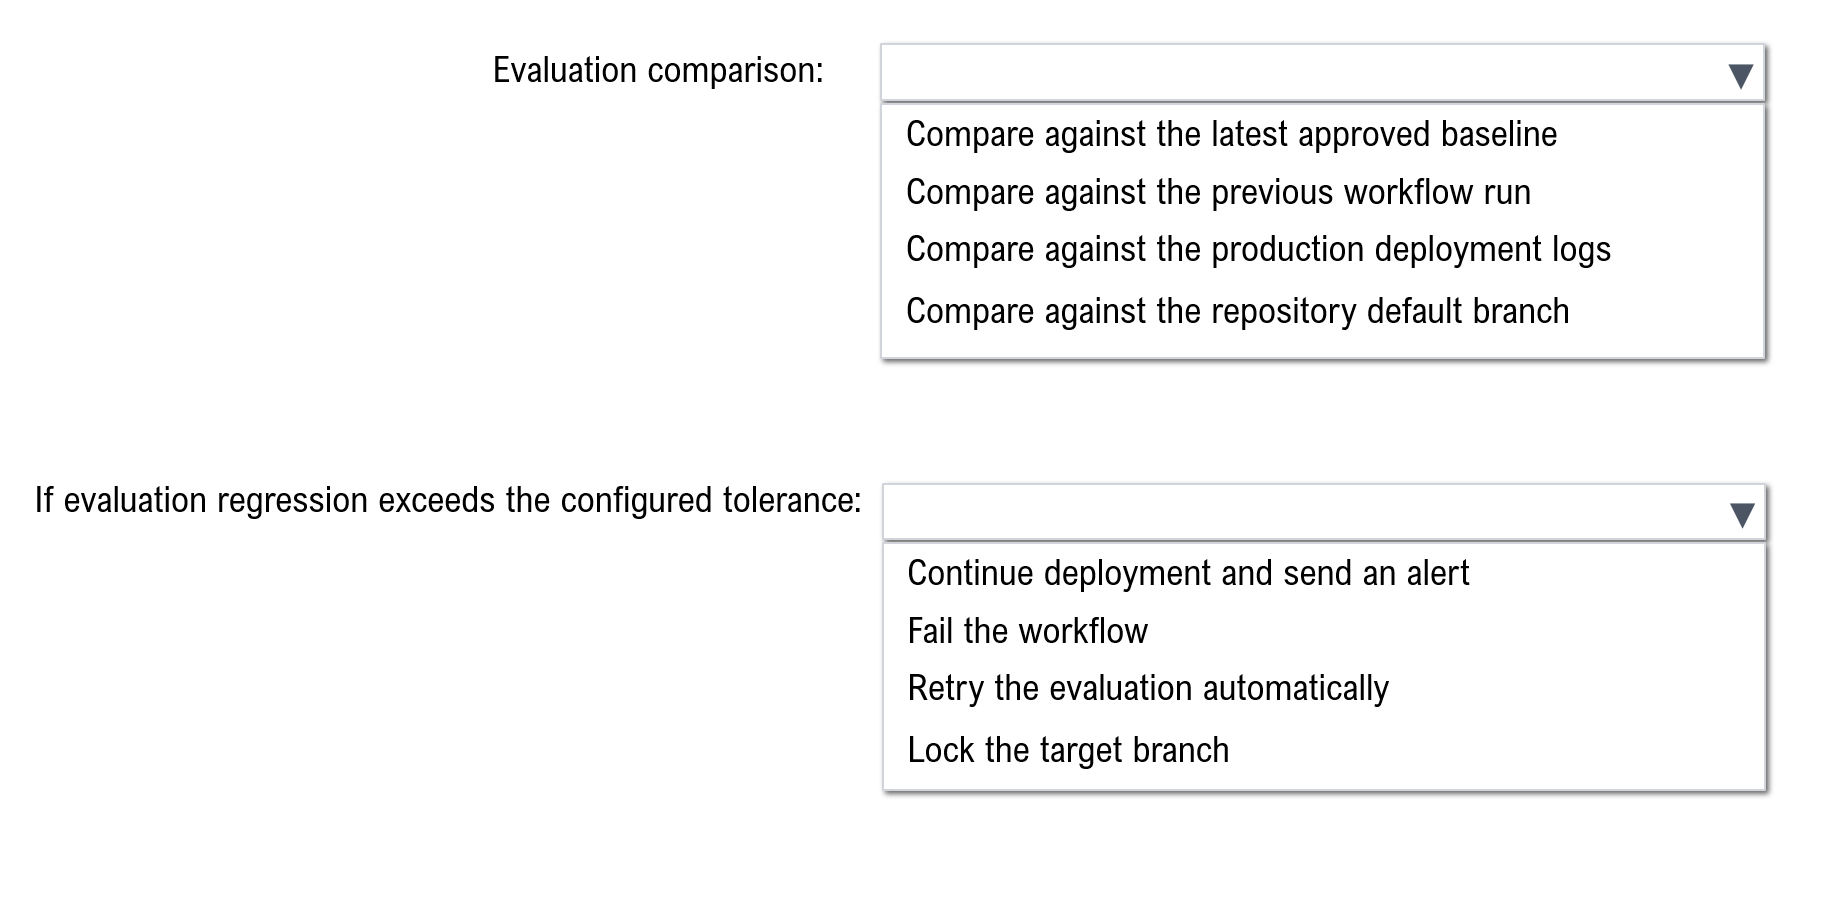 Evaluation comparison:
Compare against the latest approved baseline
Compare against the previous workflow run
Compare against the production deployment logs
Compare against the repository default branch
If evaluation regression exceeds the configured tolerance:
Continue deployment and send an alert
Fail the workflow
Retry the evaluation automatically
Lock the target branch